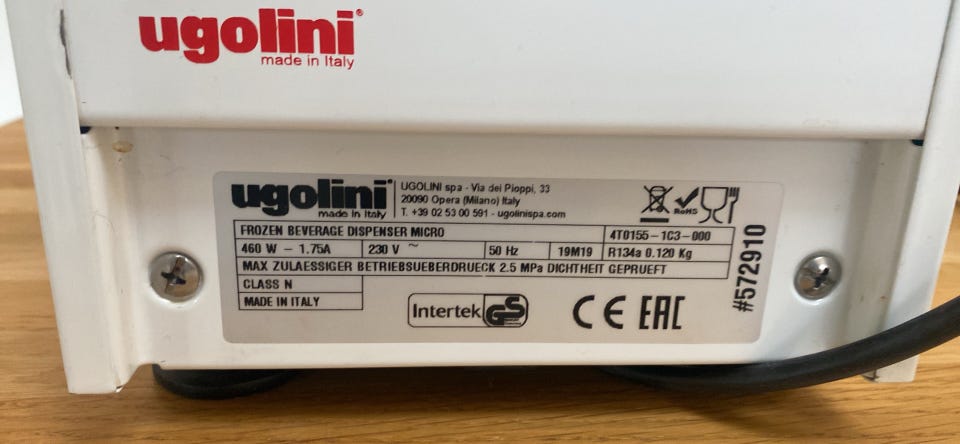 ugolini
made in Italy
ugolini
made in Italy
UGOLINI spa - Via dei Pioppi, 33
20090 Opera (Milano) Italy
T. +39 02 53 00 591 - ugolinispa.com
RoHS
FROZEN BEVERAGE DISPENSER MICRO 4T0155-1C3-000
460 W - 1.75A 230 V ~ 50 Hz 19M19 R134a 0.120 Kg
MAX ZULAESSIGER BETRIEBSUEBERDRUECK 2.5 MPa DICHTHEIT GEPRUEFT
CLASS N
MADE IN ITALY
Intertek GS
CE EAC
#572910